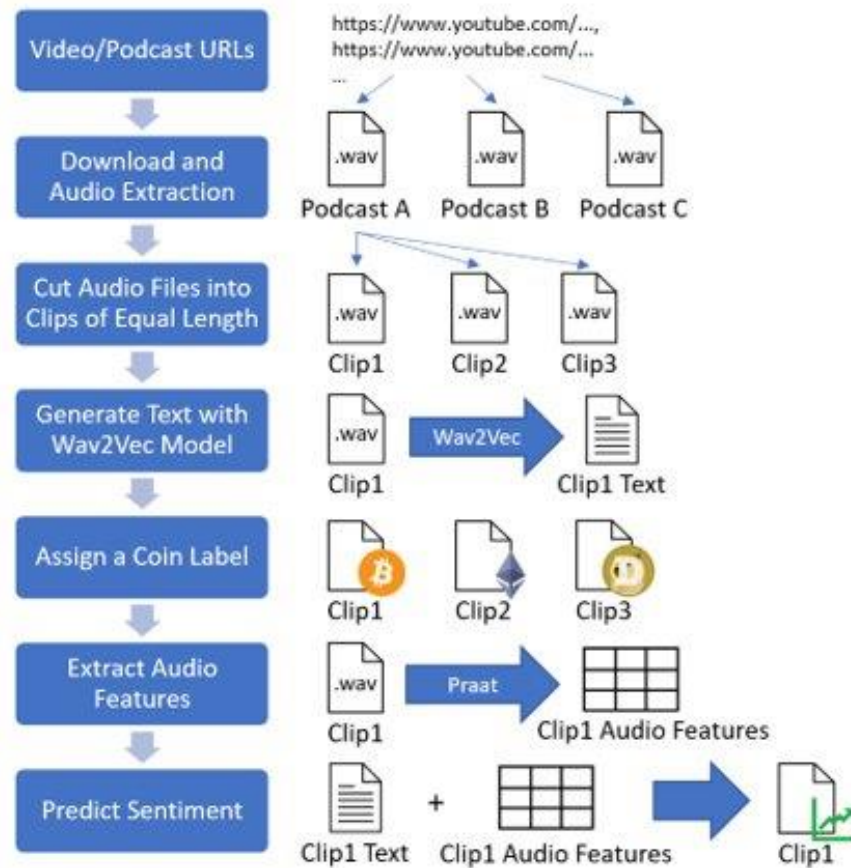 Video/Podcast URLs
https://www.youtube.com/...,
https://www.youtube.com/...
...
Download and
Audio Extraction
.wav
.wav
.wav
Podcast A
Podcast B
Podcast C
Cut Audio Files into
Clips of Equal Length
.wav
.wav
.wav
Clip1
Clip2
Clip3
Generate Text with
Wav2Vec Model
.wav
Wav2Vec
Clip1
Clip1 Text
Assign a Coin Label
Clip1
Clip2
Clip3
Extract Audio
Features
.wav
Praat
Clip1
Clip1 Audio Features
Predict Sentiment
+
Clip1 Text
Clip1 Audio Features
Clip1